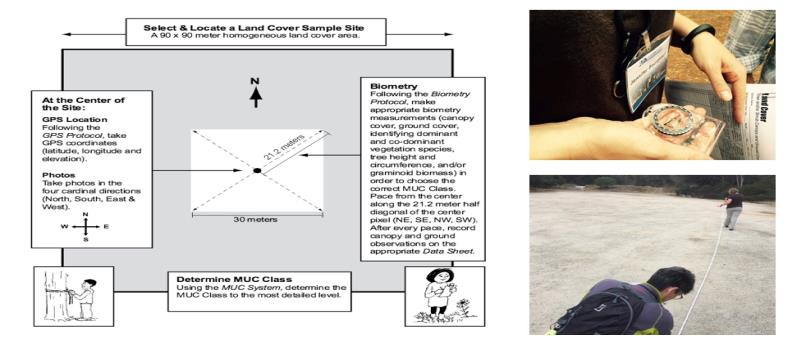 Select & Locate a Land Cover Sample Site
A 90 x 90 meter homogeneous land cover area.
At the Center of
the Site:
GPS Location
Following the
GPS Protocol, take
GPS coordinates
(latitude, longitude and
elevation).
Photos
Take photos in the
four cardinal directions
(North, South, East &
West).
N
W E
S
N
21.2 meters
30 meters
Biometry
Following the Biometry
Protocol, make
appropriate biometry
measurements (canopy
cover, ground cover,
identifying dominant
and co-dominant
vegetation species,
tree height and
circumference, and/or
graminoid biomass) in
order to choose the
correct MUC Class.
Pace from the center
along the 21.2 meter half
diagonal of the center
pixel (NE, SE, NW, SW).
After every pace, record
canopy and ground
observations on the
appropriate Data Sheet.
Determine MUC Class
Using the MUC System, determine the
MUC Class to the most detailed level.
Land Cover